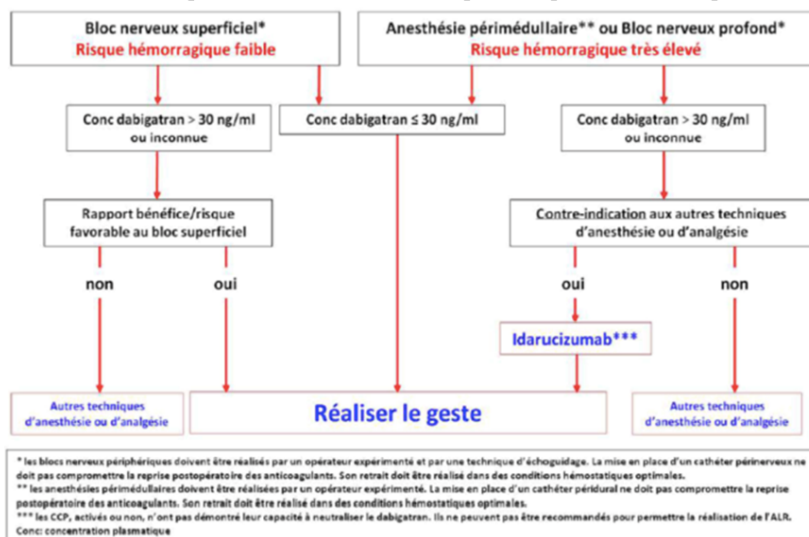 Bloc nerveux superficiel*
Risque hémorragique faible
Anesthésie périmédullaire** ou Bloc nerveux profond*
Risque hémorragique très élevé
Conc dabigatran > 30 ng/ml
ou inconnue
Conc dabigatran ≤ 30 ng/ml
Conc dabigatran > 30 ng/ml
ou inconnue
Rapport bénéfice/risque
favorable au bloc superficiel
Contre-indication aux autres techniques
d'anesthésie ou d'analgésie
non
oui
oui
non
Idarucizumab***
Autres techniques
d'anesthésie ou d'analgésie
Réaliser le geste
Autres techniques
d'anesthésie ou d'analgésie
* les blocs nerveux périphériques doivent être réalisés par un opérateur expérimenté et par une technique d'échoguidage. La mise en place d'un cathéter périnerveux ne
doit pas compromettre la reprise postopératoire des anticoagulants. Son retrait doit être réalisé dans des conditions hémostatiques optimales.
** les anesthésies périmédullaires doivent être réalisées par un opérateur expérimenté. La mise en place d'un cathéter péridural ne doit pas compromettre la reprise
postopératoire des anticoagulants. Son retrait doit être réalisé dans des conditions hémostatiques optimales.
*** les CCP, activés ou non, n'ont pas démontré leur capacité à neutraliser le dabigatran. Ils ne peuvent pas être recommandés pour permettre la réalisation de l'ALR.
Conc: concentration plasmatique